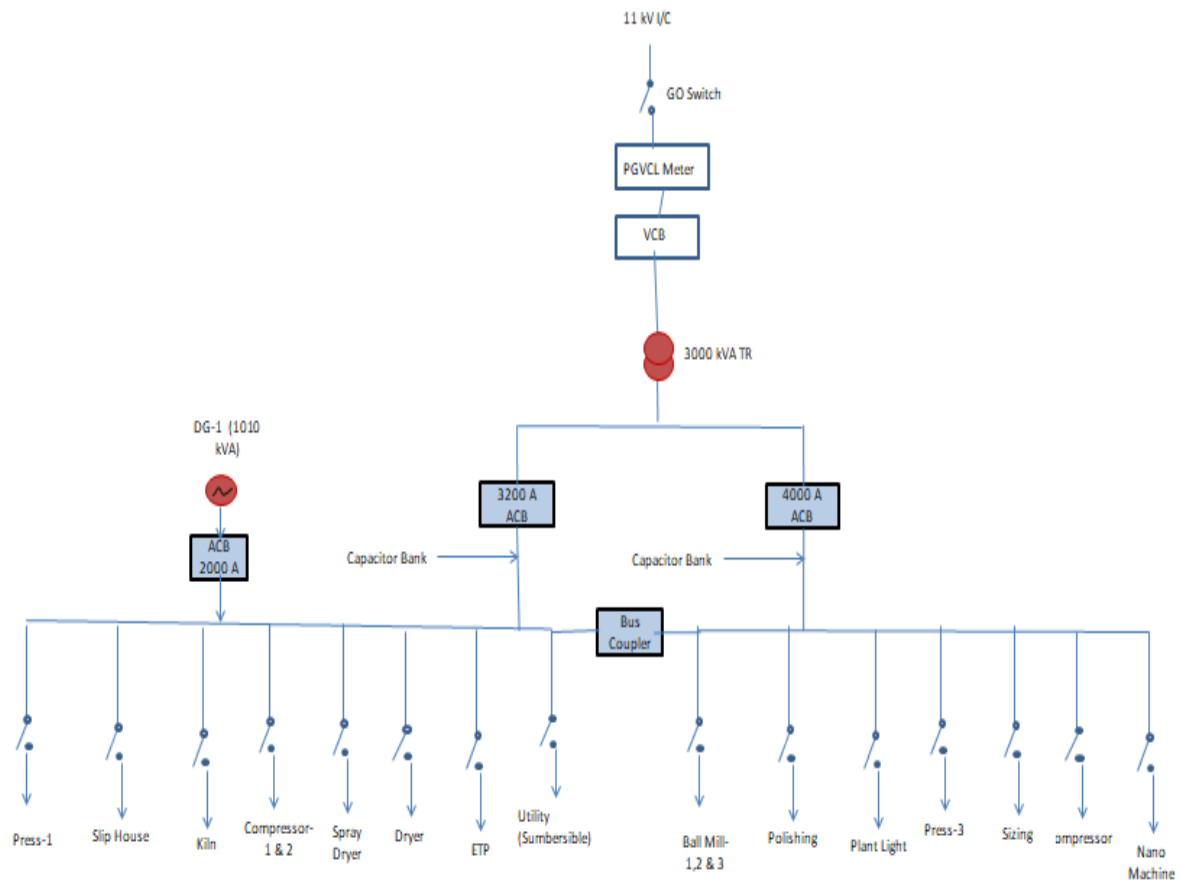 11 kV I/C
GO Switch
PGVCL Meter
VCB
3000 kVA TR
DG-1 (1010
kVA)
3200 A
ACB
4000 A
ACB
ACB
2000 A
Capacitor Bank
Capacitor Bank
Bus
Coupler
Press-1
Slip House
Kiln
Compressor-
1 & 2
Spray
Dryer
Dryer
ETP
Utility
(Sumbersible)
Ball Mill-
1,2 & 3
Polishing
Plant Light
Press-3
Sizing
ompressor
Nano
Machine